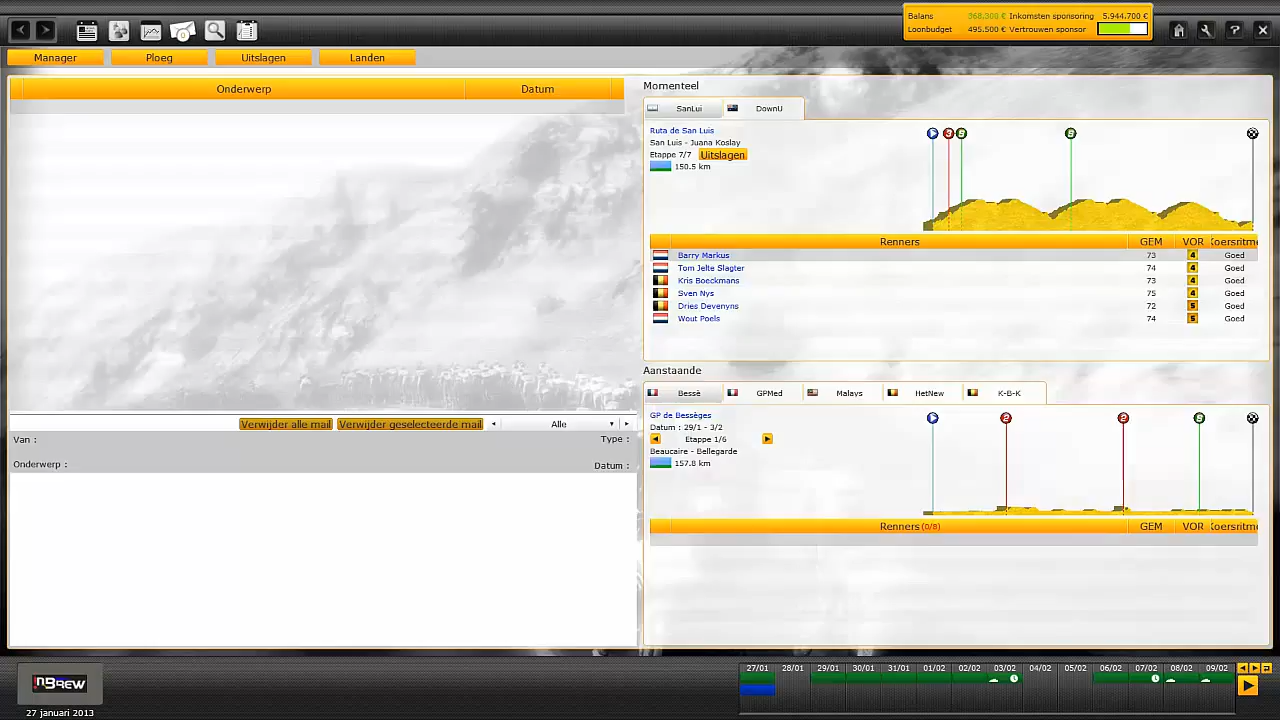 Balans 368.300 € Inkomsten sponsoring 5.944.700 €
Loonbudget 495.500 € Vertrouwen sponsor
Manager Ploeg Uitslagen Landen
Onderwerp Datum
Momenteel
SanLui DownU
Ruta de San Luis
San Luis - Juana Koslay
Etappe 7/7 Uitslagen
150.5 km
Renners GEM VOR
Barry Markus 73 4 Goed
Tom Jelte Slagter 74 4 Goed
Kris Boeckmans 73 4 Goed
Sven Nys 75 4 Goed
Dries Devenyns 72 5 Goed
Wout Poels 74 5 Goed
Aanstaande
Bessè GPMed Malays HetNew K-B-K
GP de Bessèges
Datum : 29/1 - 3/2
Etappe 1/6
Beaucaire - Bellegarde
157.8 km
Renners (0/8) GEM VOR
Verwijder alle mail Verwijder geselecteerde mail Alle
Van : Type :
Onderwerp : Datum :
27/01 28/01 29/01 30/01 31/01 01/02 02/02 03/02 04/02 05/02 06/02 07/02 08/02 09/02
27 januari 2013